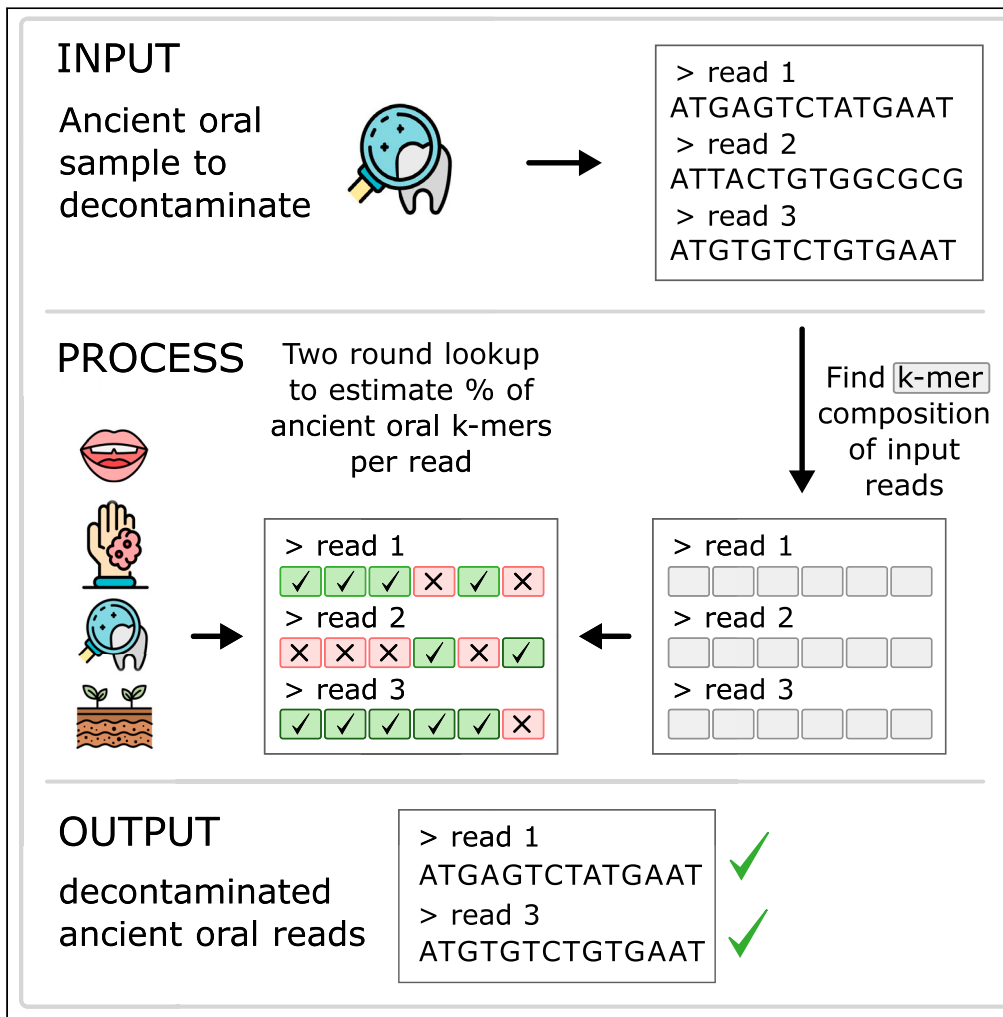 INPUT
Ancient oral
sample to
decontaminate
> read 1
ATGAGTCTATGAAT
> read 2
ATTACTGTGGCGCG
> read 3
ATGTGTCTGTGAAT
PROCESS
Two round lookup
to estimate % of
ancient oral k-mers
per read
Find k-mer
composition
of input
reads
> read 1
✓ ✓ ✓ × ✓ ×
> read 2
× × × ✓ × ✓
> read 3
✓ ✓ ✓ ✓ ✓ ×
> read 1
> read 2
> read 3
OUTPUT
decontaminated
ancient oral reads
> read 1
ATGAGTCTATGAAT
> read 3
ATGTGTCTGTGAAT